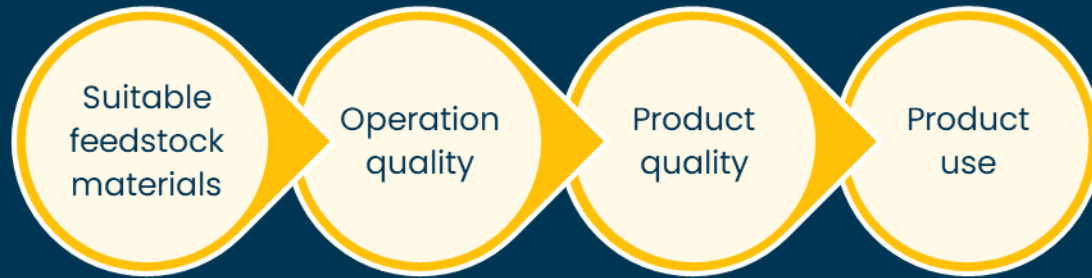 Suitable
feedstock
materials
Operation
quality
Product
quality
Product
use